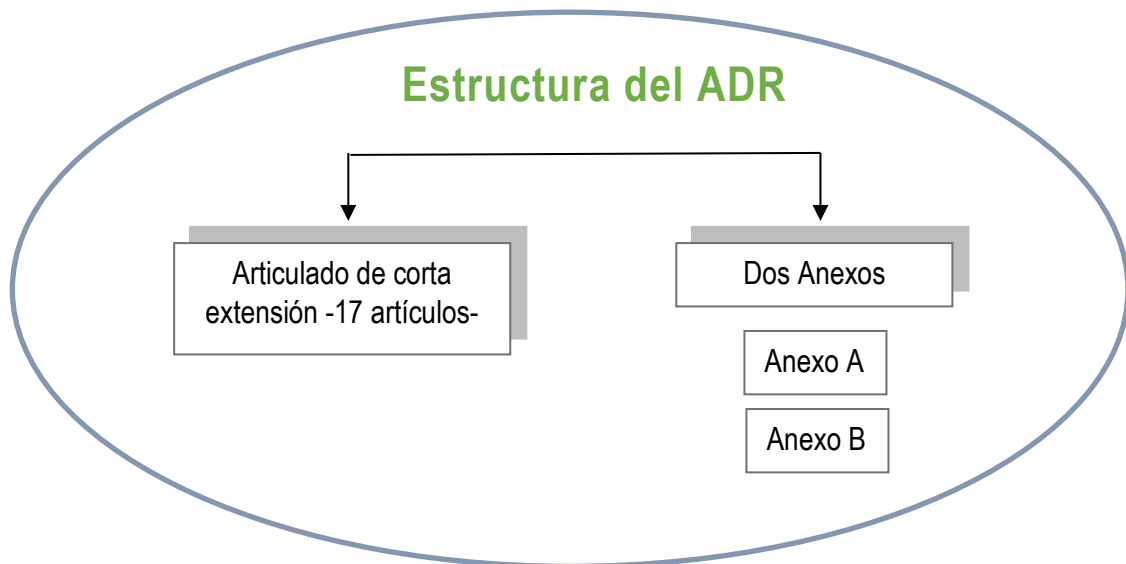 Estructura del ADR
Articulado de corta
extensión -17 artículos-
Dos Anexos
Anexo A
Anexo B